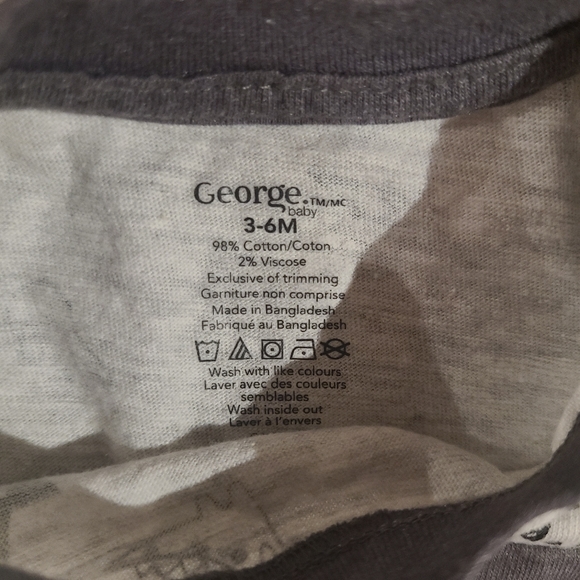 George.TM/MC
baby
3-6M
98% Cotton/Coton
2% Viscose
Exclusive of trimming
Garniture non comprise
Made in Bangladesh
Fabriqué au Bangladesh
Wash with like colours
Laver avec des couleurs
semblables
Wash inside out
Laver à l'envers